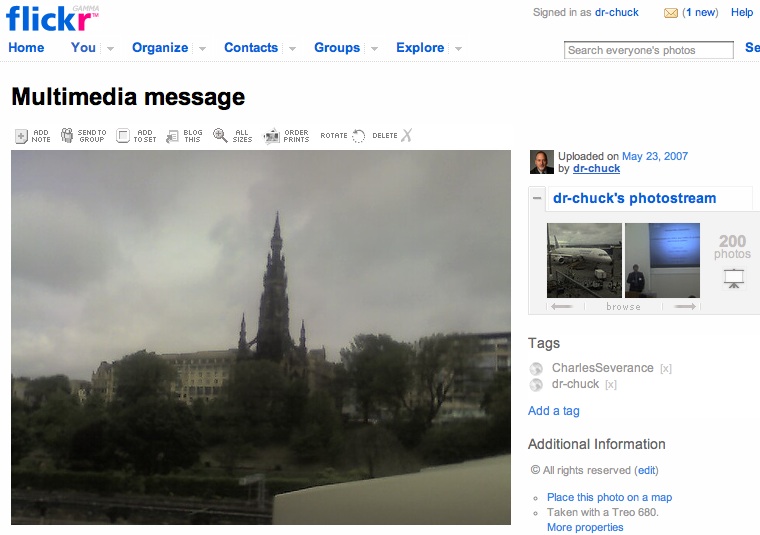 flickr GAMMA ™
Signed in as dr-chuck (1 new) Help
Home You Organize Contacts Groups Explore
Search everyone's photos Se
Multimedia message
ADD NOTE SEND TO GROUP ADD TO SET BLOG THIS ALL SIZES ORDER PRINTS ROTATE DELETE
Uploaded on May 23, 2007
by dr-chuck
dr-chuck's photostream
200
photos
browse
Tags
CharlesSeverance [x]
dr-chuck [x]
Add a tag
Additional Information
© All rights reserved (edit)
Place this photo on a map
Taken with a Treo 680.
More properties